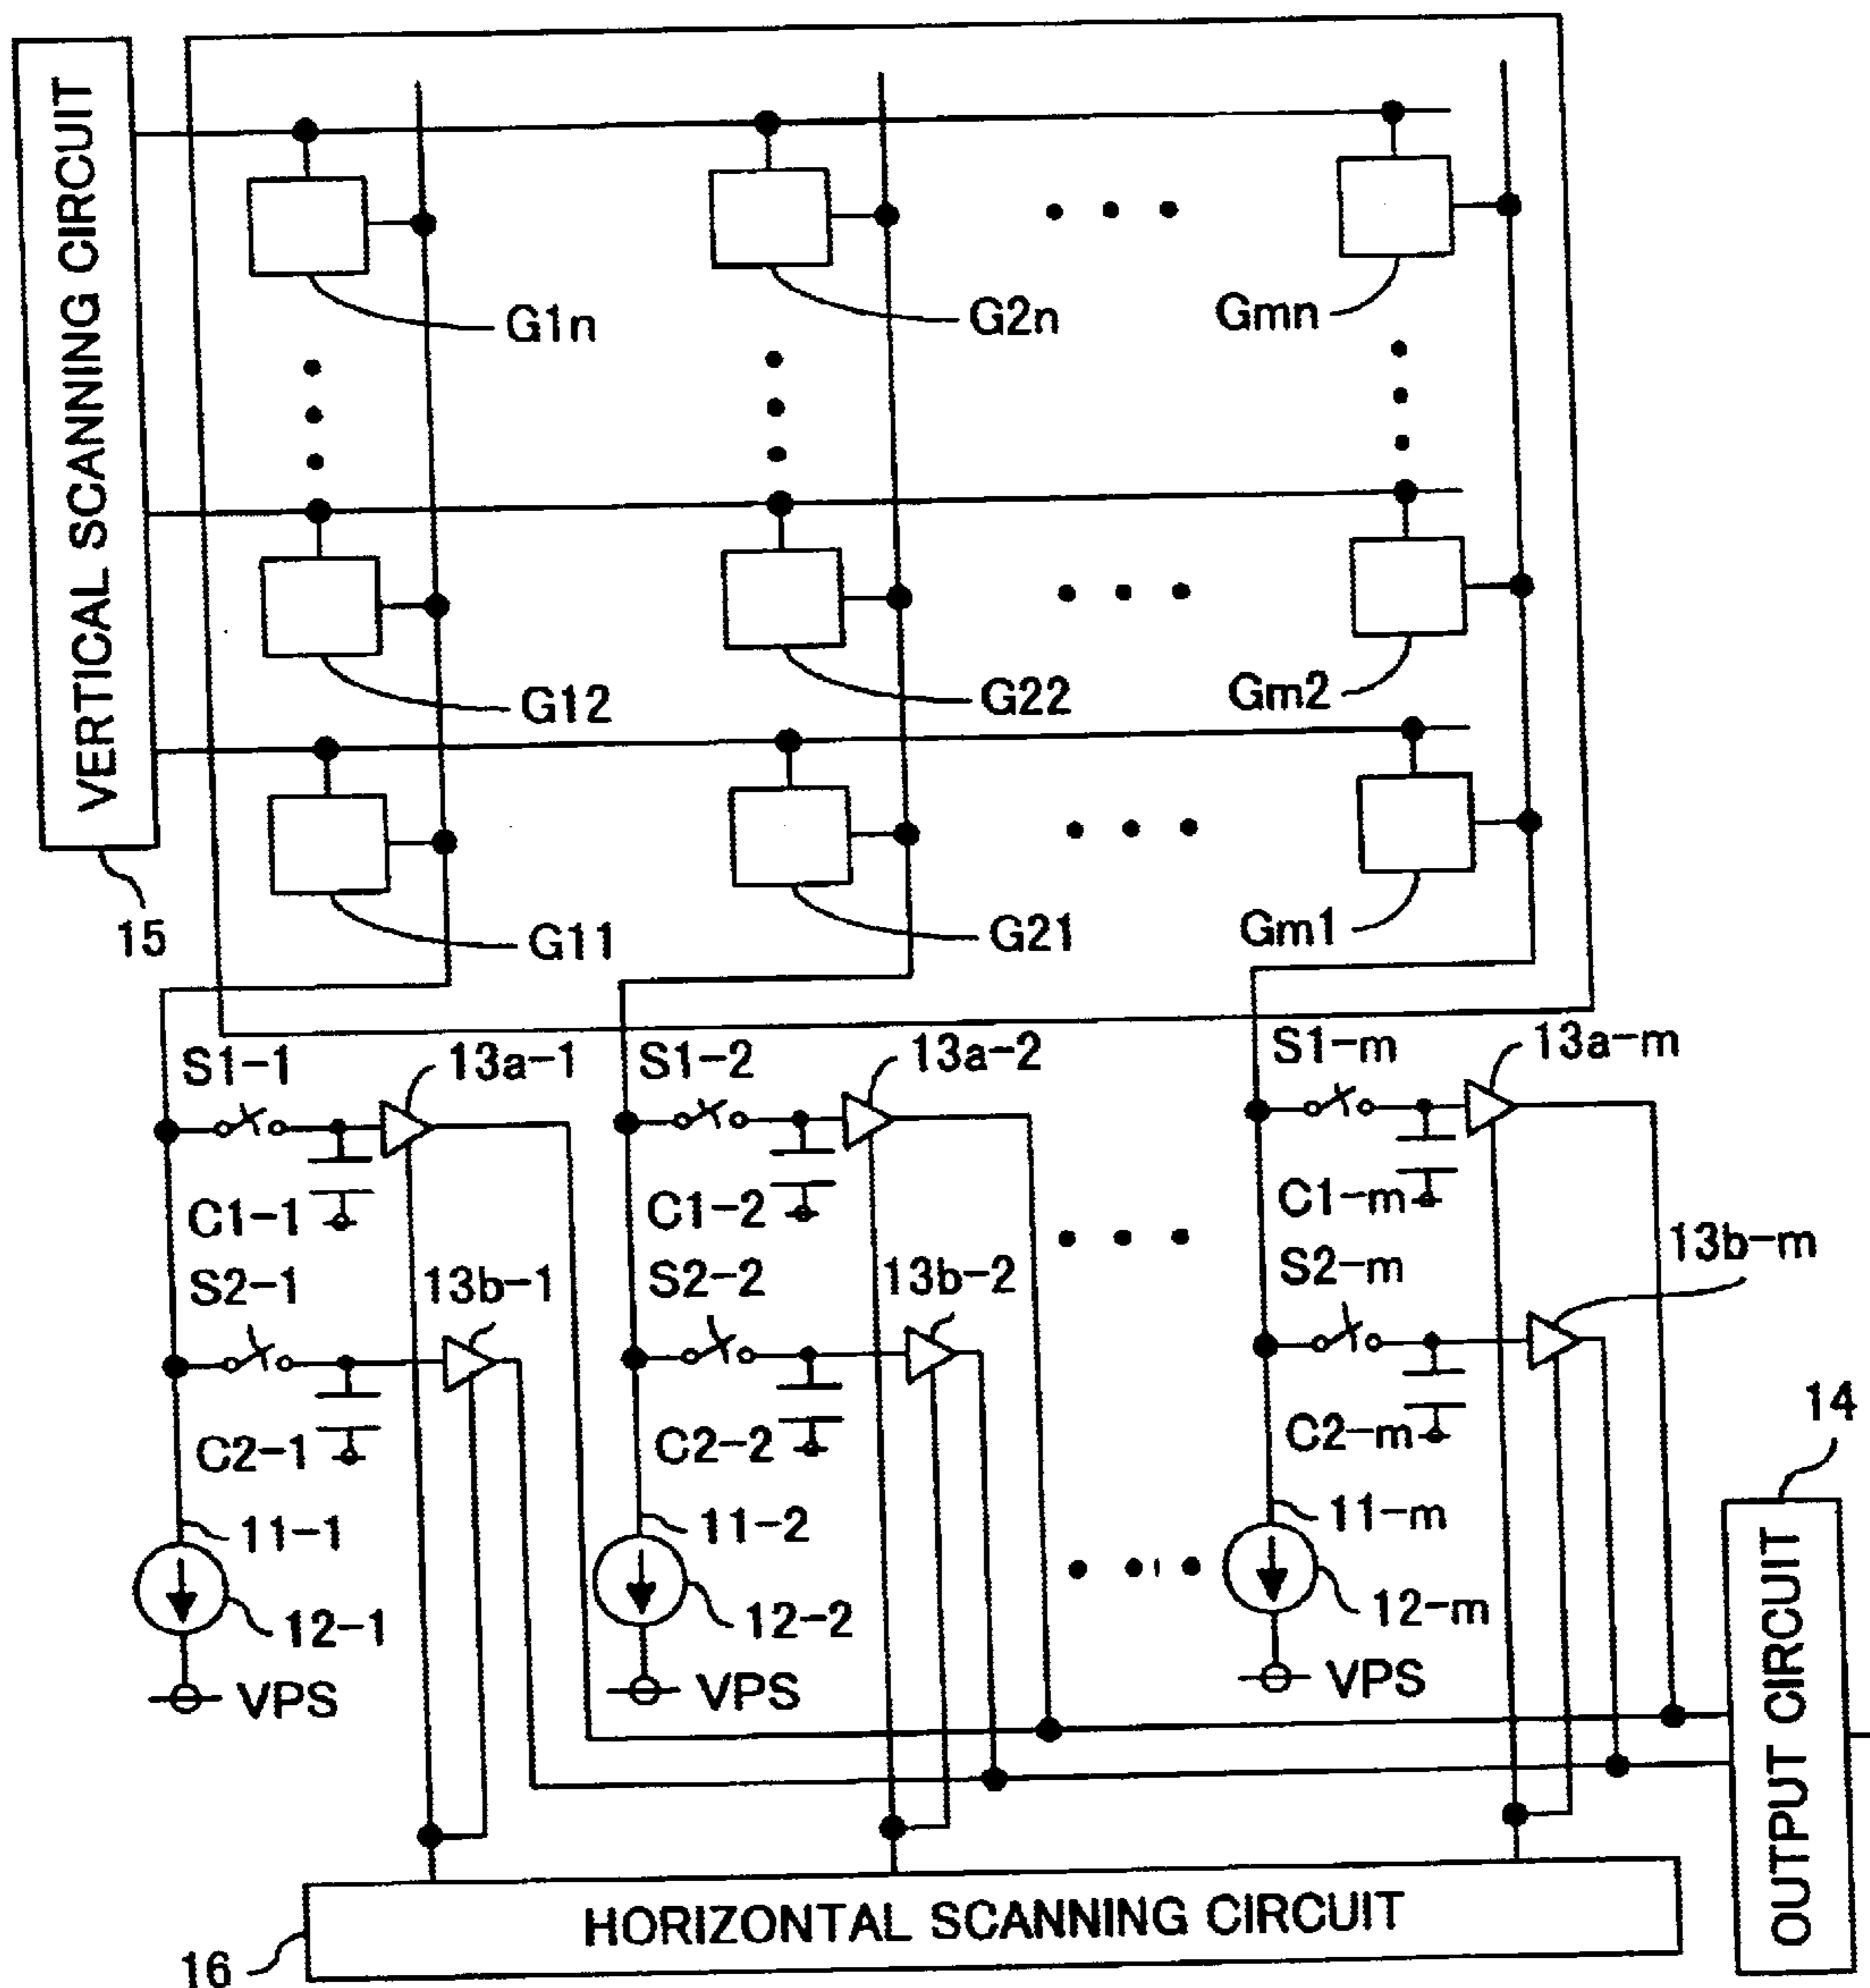 VERTICAL SCANNING CIRCUIT
15
G1n
G2n
Gmn
G12
G22
Gm2
G11
G21
Gm1
S1-1
13a-1
S1-2
13a-2
S1-m
13a-m
C1-1
C1-2
C1-m
S2-1
13b-1
S2-2
13b-2
S2-m
13b-m
C2-1
C2-2
C2-m
14
11-1
11-2
11-m
12-1
12-2
12-m
VPS
VPS
VPS
OUTPUT CIRCUIT
HORIZONTAL SCANNING CIRCUIT
16